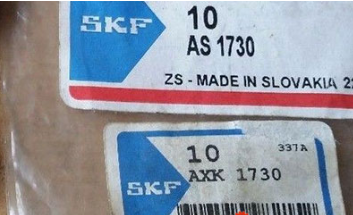 SKF
10
AS 1730
ZS - MADE IN SLOVAKIA
10 337A
AXK 1730
SKF